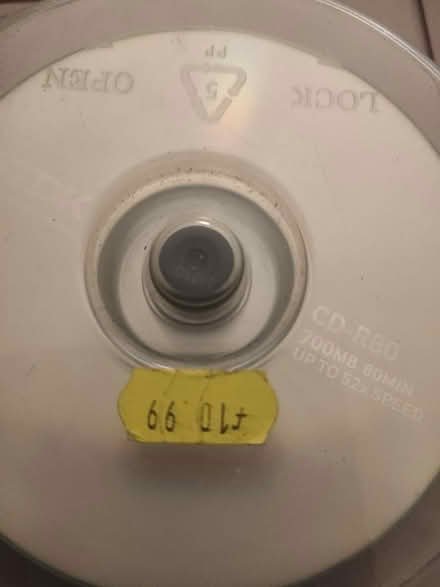 OPEN
5
PP
LOCK
CD-R80
700MB 80MIN
UP TO 52x SPEED
£10 99